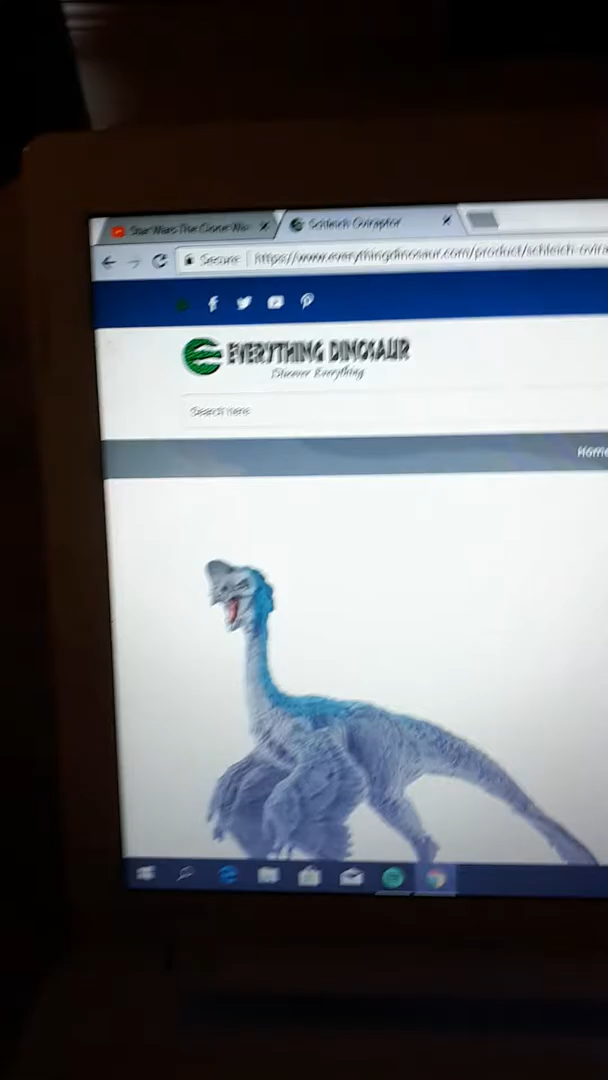 Star Wars The Clone Wa
Schleich Oviraptor
Secure | https://www.everythingdinosaur.com/product/schleich-ovira
EVERYTHING DINOSAUR
Discover Everything
Search here
Home